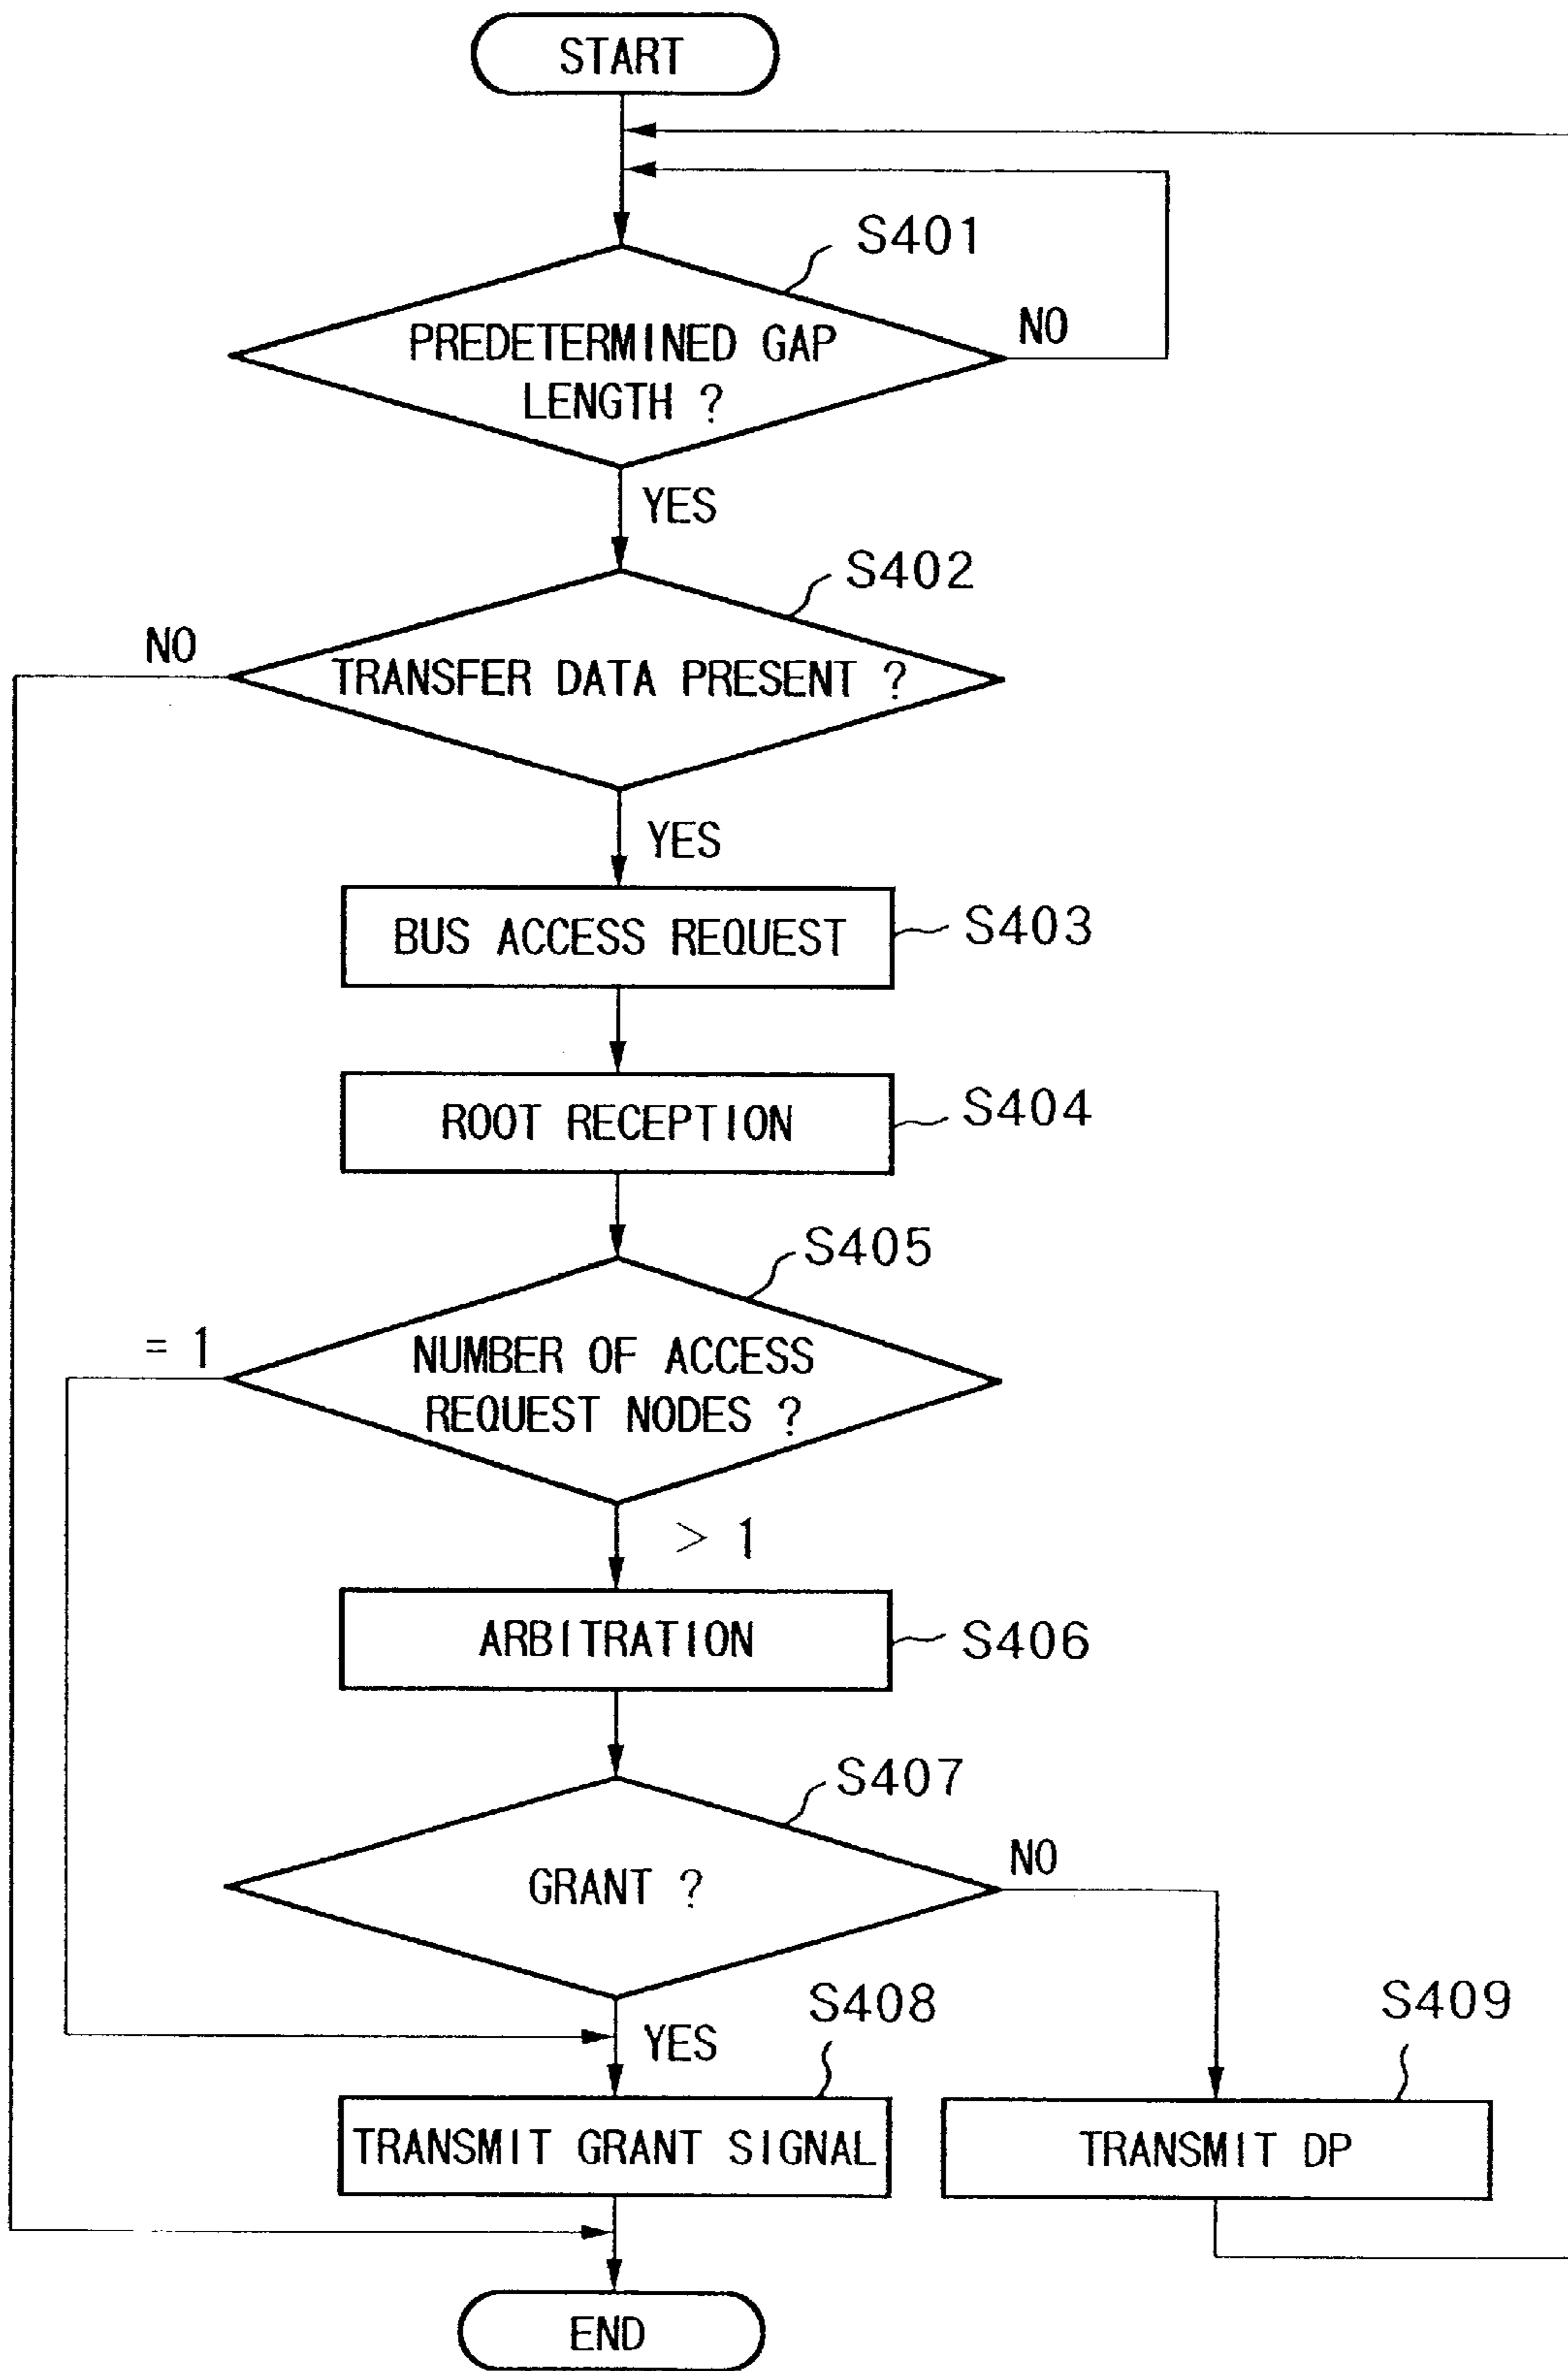 START
S401
PREDETERMINED GAP
LENGTH ?
NO
YES
S402
NO
TRANSFER DATA PRESENT ?
YES
BUS ACCESS REQUEST
S403
ROOT RECEPTION
S404
S405
= 1
NUMBER OF ACCESS
REQUEST NODES ?
> 1
ARBITRATION
S406
S407
GRANT ?
NO
YES
S408
S409
TRANSMIT GRANT SIGNAL
TRANSMIT DP
END